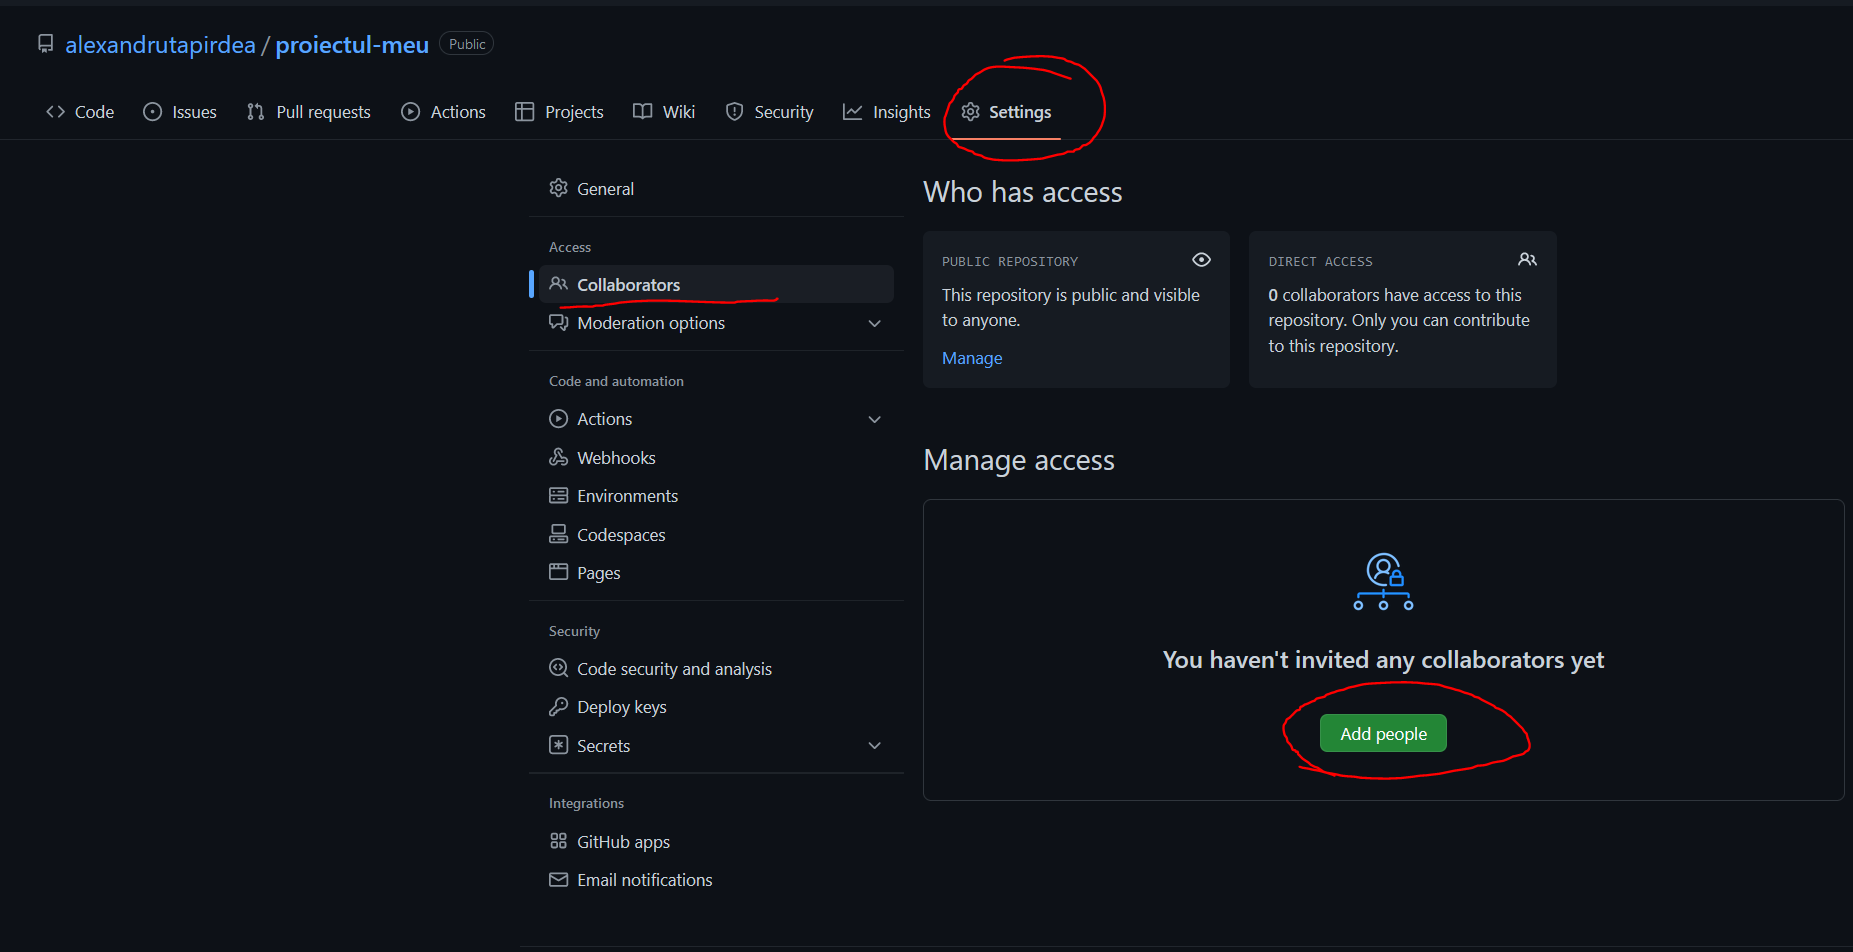 alexandrutapirdea / proiectul-meu Public
Code Issues Pull requests Actions Projects Wiki Security Insights Settings
General
Access
Collaborators
Moderation options
Code and automation
Actions
Webhooks
Environments
Codespaces
Pages
Security
Code security and analysis
Deploy keys
Secrets
Integrations
GitHub apps
Email notifications
Who has access
PUBLIC REPOSITORY
This repository is public and visible
to anyone.
Manage
DIRECT ACCESS
0 collaborators have access to this
repository. Only you can contribute
to this repository.
Manage access
You haven't invited any collaborators yet
Add people